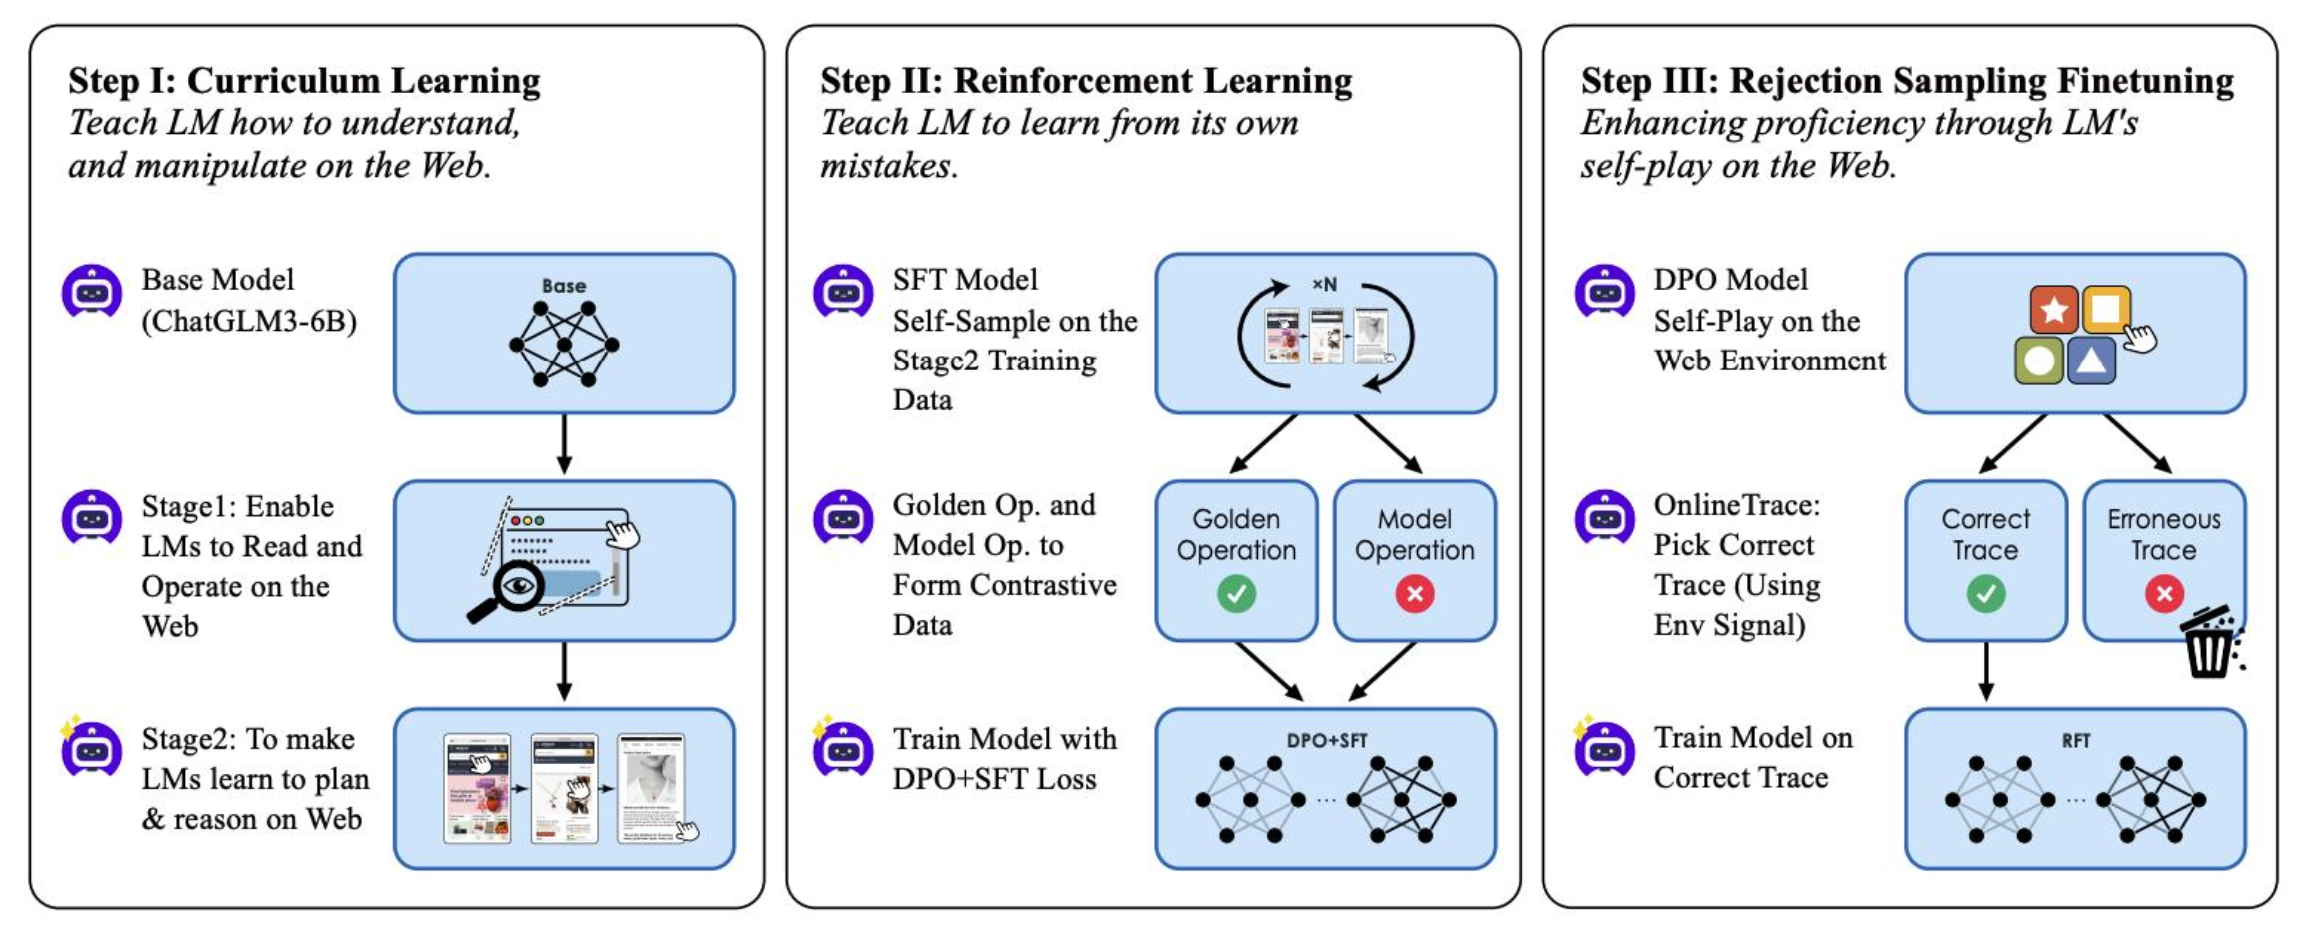 Step I: Curriculum Learning
Teach LM how to understand,
and manipulate on the Web.
Base Model
(ChatGLM3-6B)
Base
Stage1: Enable
LMs to Read and
Operate on the
Web
Stage2: To make
LMs learn to plan
& reason on Web
Step II: Reinforcement Learning
Teach LM to learn from its own
mistakes.
SFT Model
Self-Sample on the
Stage2 Training
Data
×N
Golden Op. and
Model Op. to
Form Contrastive
Data
Golden
Operation
Model
Operation
Train Model with
DPO+SFT Loss
DPO+SFT
...
Step III: Rejection Sampling Finetuning
Enhancing proficiency through LM's
self-play on the Web.
DPO Model
Self-Play on the
Web Environment
OnlineTrace:
Pick Correct
Trace (Using
Env Signal)
Correct
Trace
Erroneous
Trace
Train Model on
Correct Trace
RFT
...